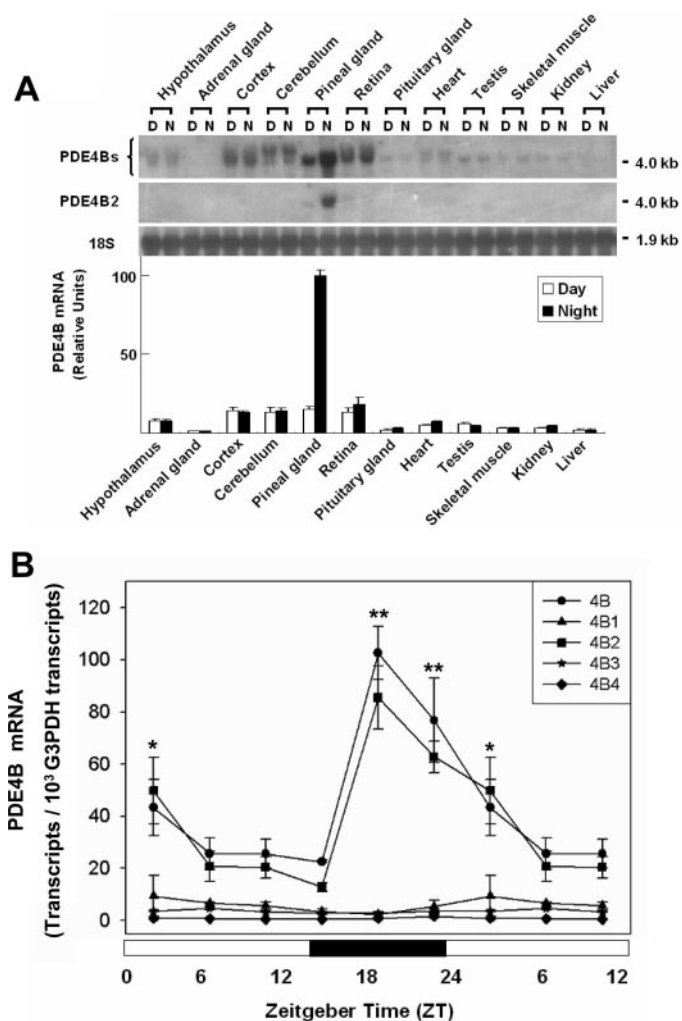 A
Hypothalamus Adrenal gland Cortex Cerebellum Pineal gland Retina Pituitary gland Heart Testis Skeletal muscle Kidney Liver
D N D N D N D N D N D N D N D N D N D N D N D N
PDE4Bs - 4.0 kb
PDE4B2 - 4.0 kb
18S - 1.9 kb
PDE4B mRNA
(Relative Units)
100
50
Day
Night
Hypothalamus Adrenal gland Cortex Cerebellum Pineal gland Retina Pituitary gland Heart Testis Skeletal muscle Kidney Liver
B
PDE4B mRNA
(Transcripts / 10³ G3PDH transcripts)
120
100
80
60
40
20
0
* ** ** *
4B
4B1
4B2
4B3
4B4
0 6 12 18 24 6 12
Zeitgeber Time (ZT)